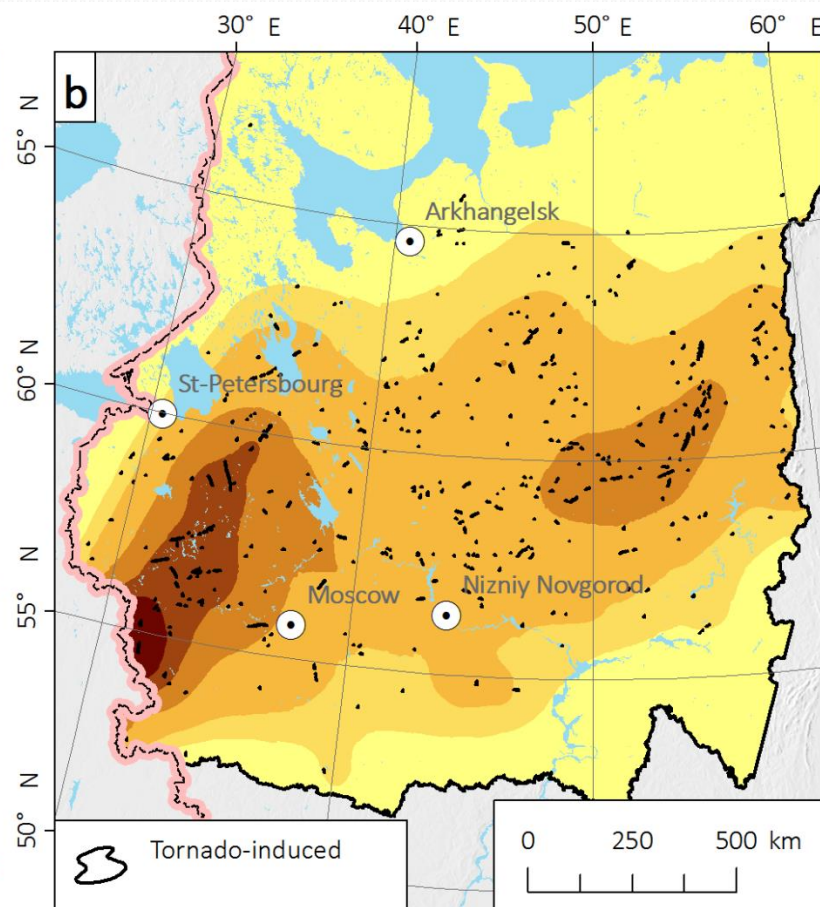 30° E
40° E
50° E
60° E
b
65° N
Arkhangelsk
60° N
St-Petersbourg
55° N
Moscow
Nizniy Novgorod
50° N
Tornado-induced
0 250 500 km